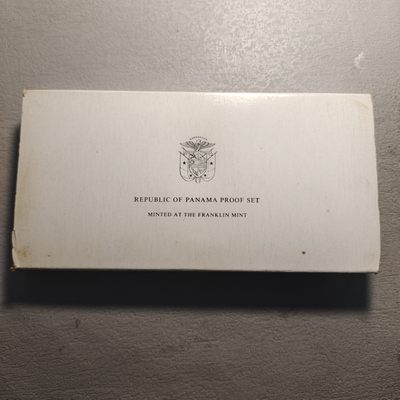 REPUBLIC OF PANAMA PROOF SET
MINTED AT THE FRANKLIN MINT